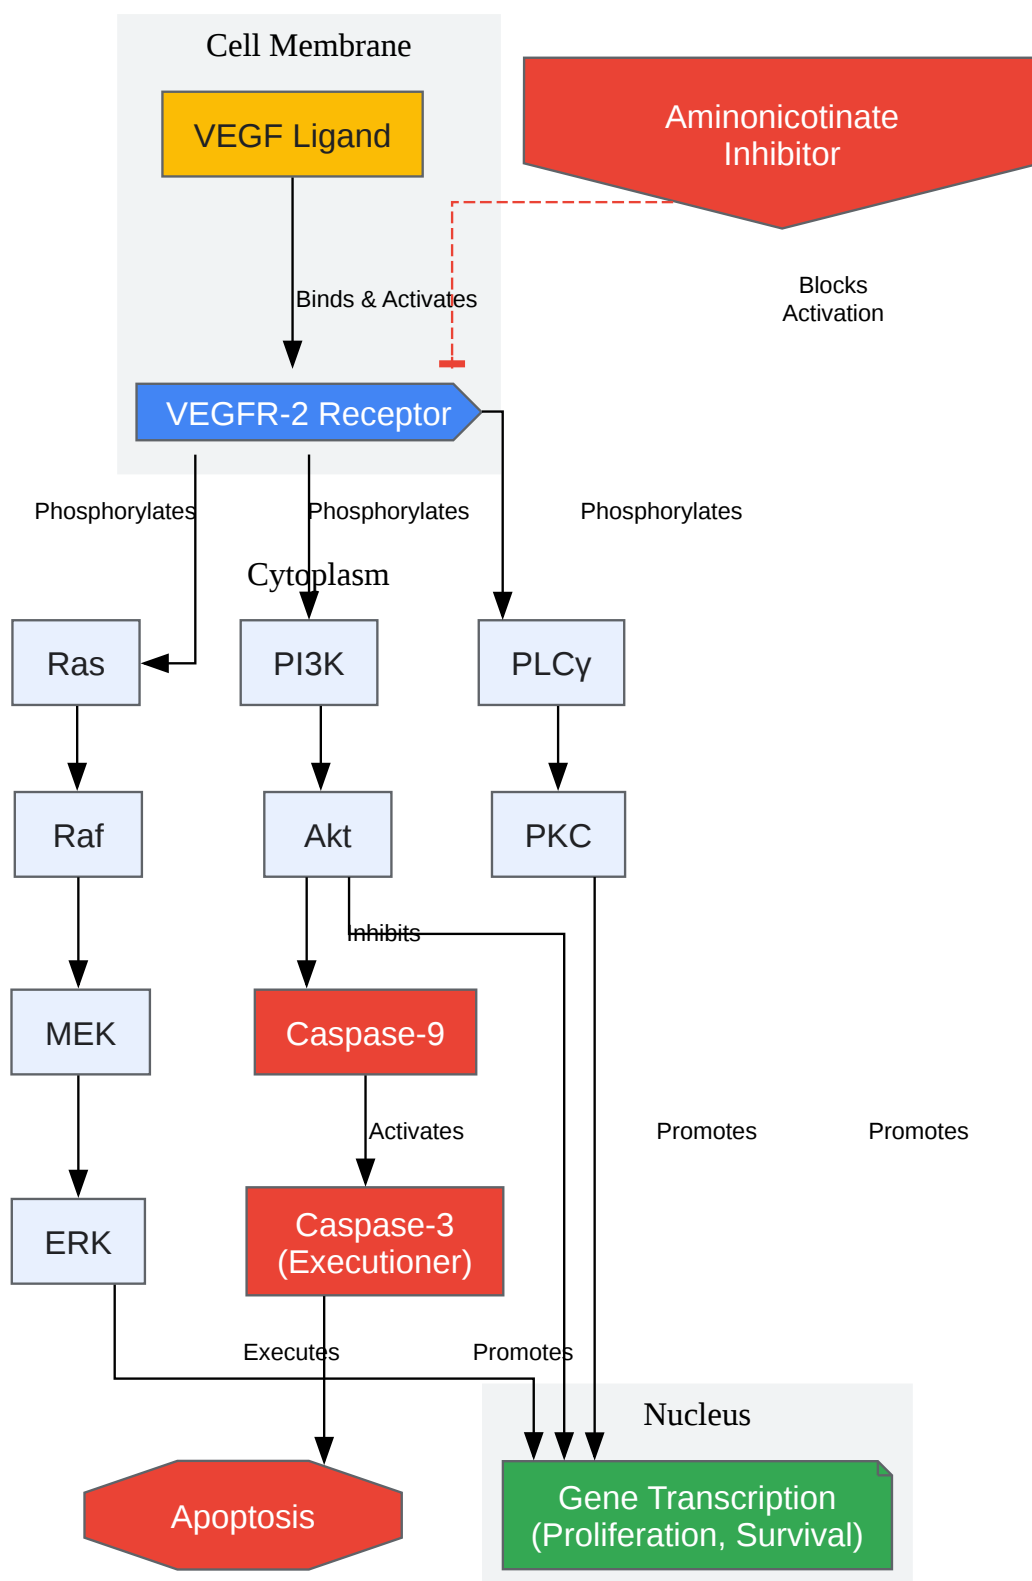 Cell Membrane
VEGF Ligand
Aminonicotinate
Inhibitor
Binds & Activates
Blocks
Activation
VEGFR-2 Receptor
Phosphorylates
Phosphorylates
Phosphorylates
Cytoplasm
Ras
PI3K
PLCγ
Raf
Akt
PKC
Inhibits
MEK
Caspase-9
Activates
Promotes
Promotes
ERK
Caspase-3
(Executioner)
Executes
Promotes
Nucleus
Apoptosis
Gene Transcription
(Proliferation, Survival)